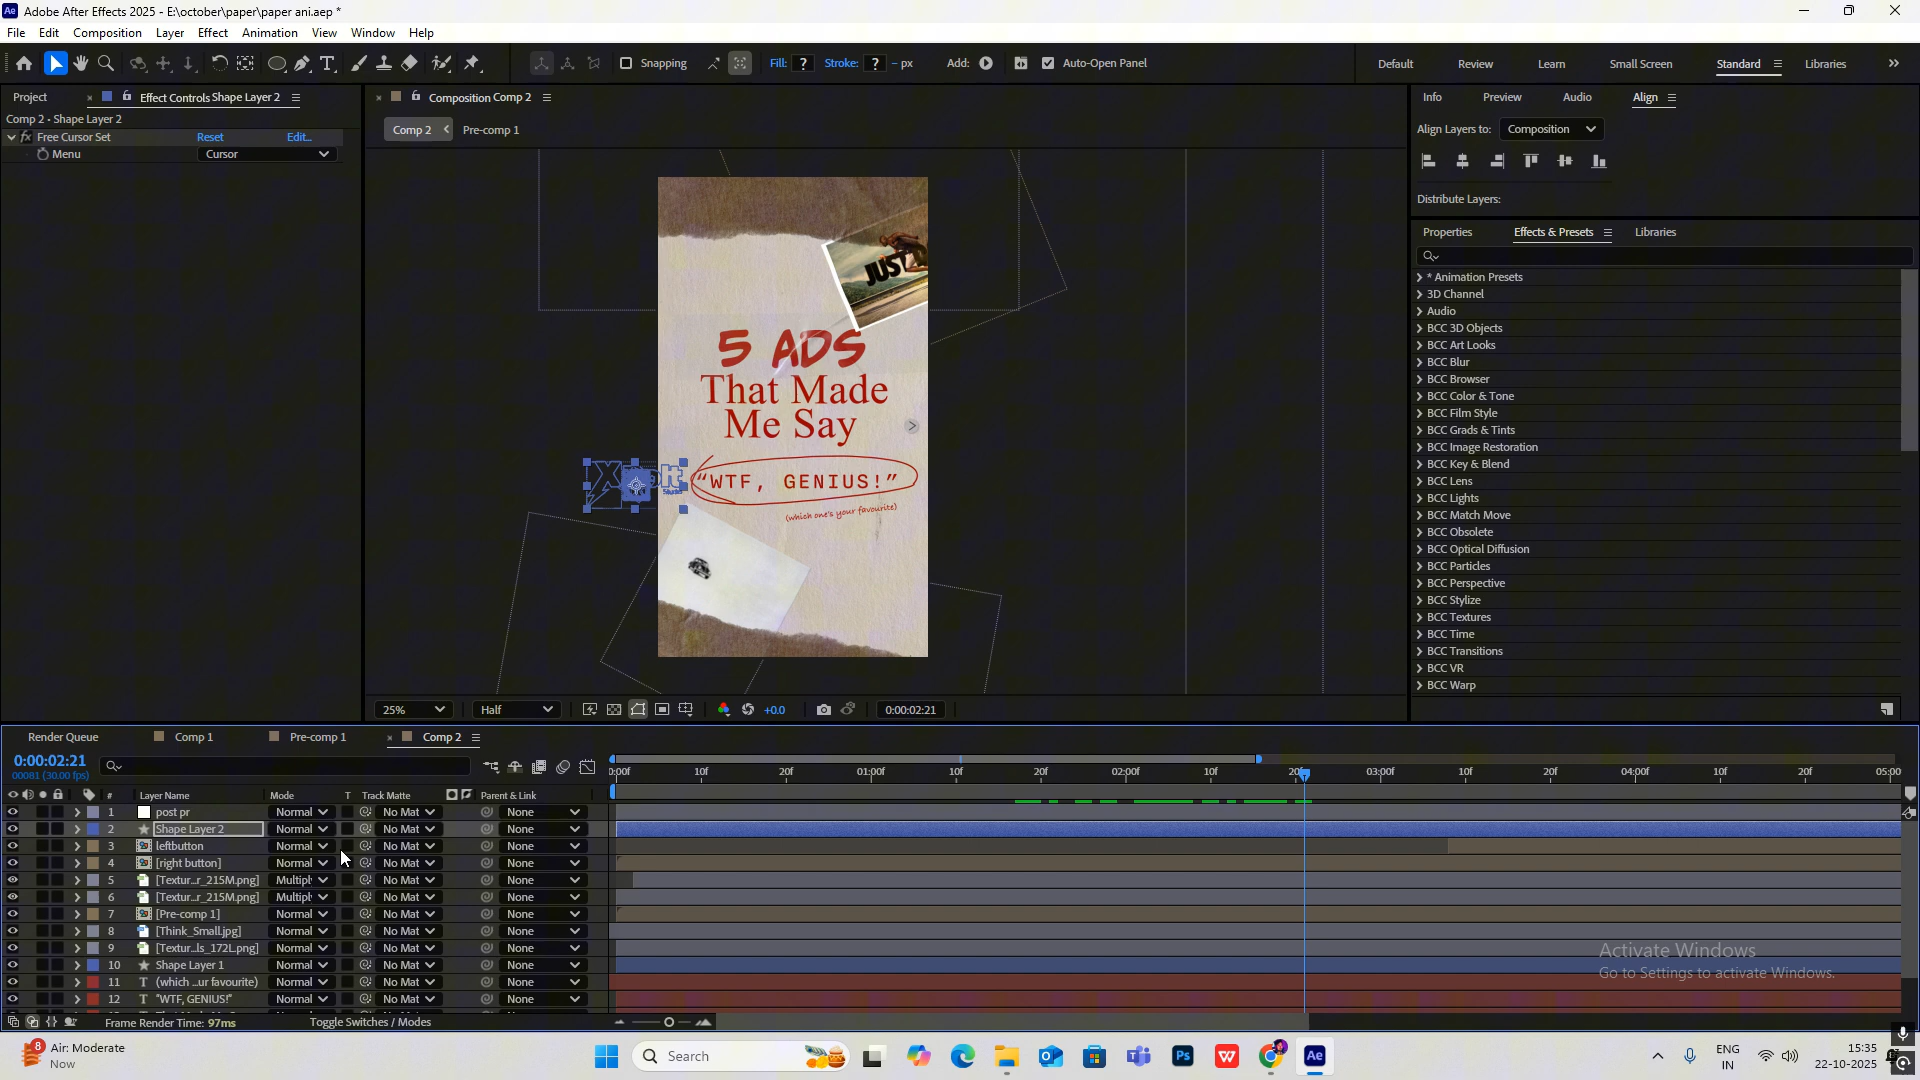 Adobe After Effects 2025 - E:\october\paper\paper ani.aep *
File Edit Composition Layer Effect Animation View Window Help
Snapping Fill: ? Stroke: ? - px Add: Auto-Open Panel Default Review Learn Small Screen Standard Libraries
Project Effect Controls Shape Layer 2
Comp 2 • Shape Layer 2
fx Free Cursor Set Reset Edit...
Menu Cursor
Composition Comp 2
Comp 2 Pre-comp 1
JUST
5 ADS
That Made
Me Say
"WTF, GENIUS!"
(which one's your favourite)
25% Half +0.0 0:00:02:21
Info Preview Audio Align
Align Layers to: Composition
Distribute Layers:
Properties Effects & Presets Libraries
* Animation Presets
3D Channel
Audio
BCC 3D Objects
BCC Art Looks
BCC Blur
BCC Browser
BCC Color & Tone
BCC Film Style
BCC Grads & Tints
BCC Image Restoration
BCC Key & Blend
BCC Lens
BCC Lights
BCC Match Move
BCC Obsolete
BCC Optical Diffusion
BCC Particles
BCC Perspective
BCC Stylize
BCC Textures
BCC Time
BCC Transitions
BCC VR
BCC Warp
Render Queue Comp 1 Pre-comp 1 Comp 2
0:00:02:21
00081 (30.00 fps)
0:00f 10f 20f 01:00f 10f 20f 02:00f 10f 20f 03:00f 10f 20f 04:00f 10f 20f 05:00
# Layer Name Mode T Track Matte Parent & Link
1 post pr Normal No Mat None
2 Shape Layer 2 Normal No Mat None
3 leftbutton Normal No Mat None
4 [right button] Normal No Mat None
5 [Textur...r_215M.png] Multipl No Mat None
6 [Textur...r_215M.png] Multipl No Mat None
7 [Pre-comp 1] Normal No Mat None
8 [Think_Small.jpg] Normal No Mat None
9 [Textur...ls_172L.png] Normal No Mat None
10 Shape Layer 1 Normal No Mat None
11 T (which ...ur favourite) Normal No Mat None
12 T "WTF, GENIUS!" Normal No Mat None
Frame Render Time: 97ms Toggle Switches / Modes
Activate Windows
Go to Settings to activate Windows.
8 Air: Moderate
Now
Search
Ps W Ae
ENG
IN
15:35
22-10-2025